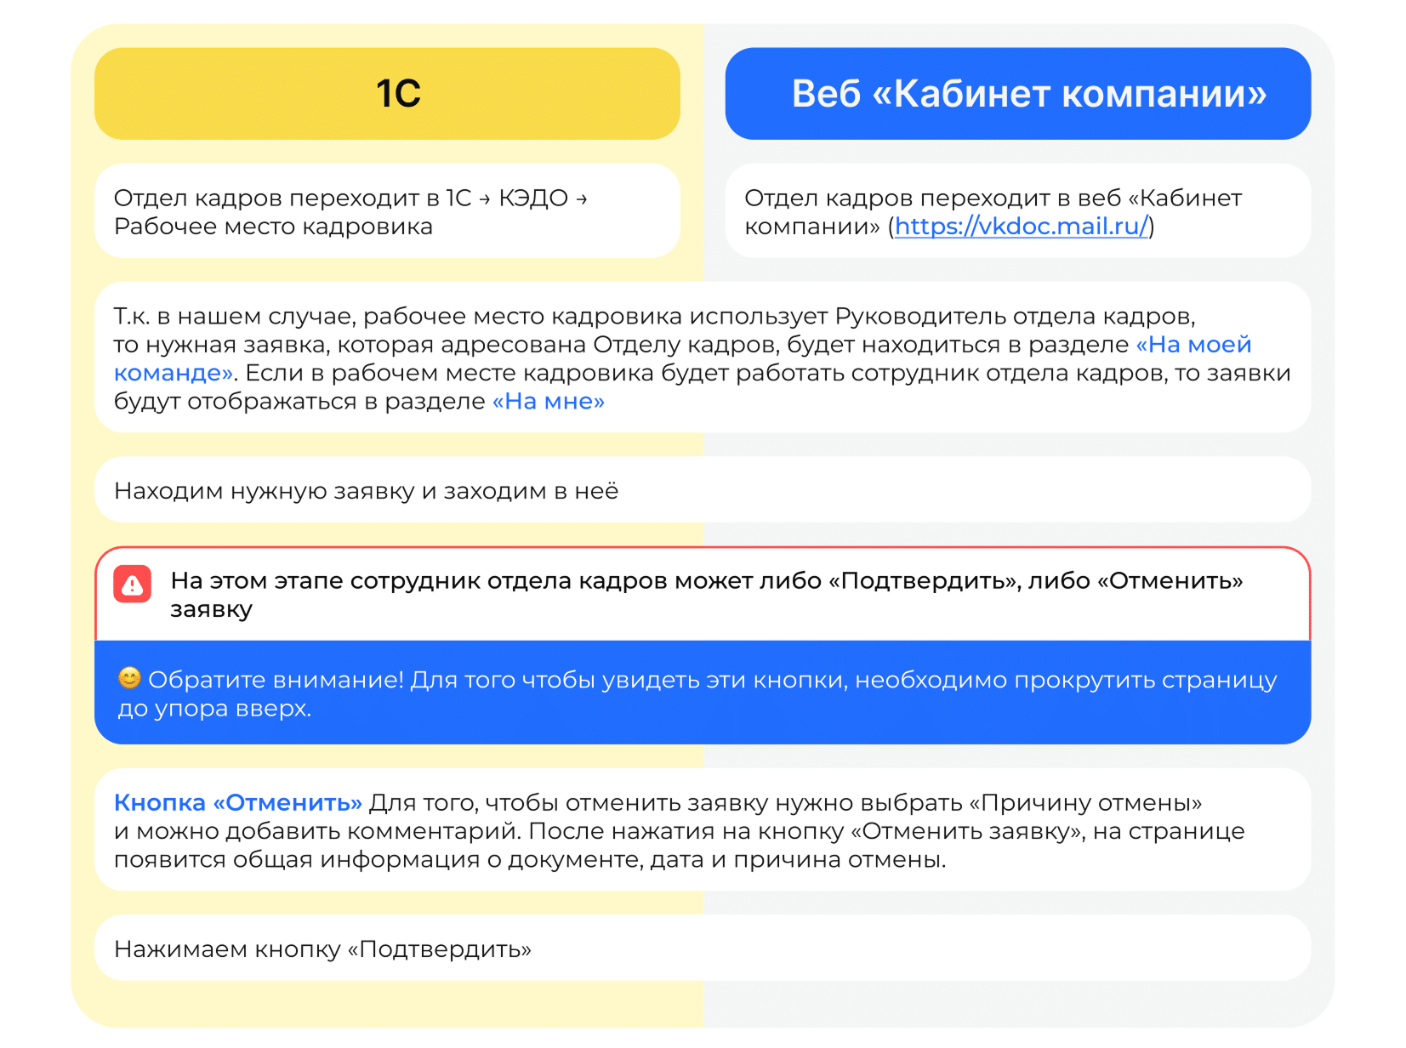 1С
Веб «Кабинет компании»
Отдел кадров переходит в 1С → КЭДО →
Рабочее место кадровика
Отдел кадров переходит в веб «Кабинет
компании» (https://vkdoc.mail.ru/)
Т.к. в нашем случае, рабочее место кадровика использует Руководитель отдела кадров,
то нужная заявка, которая адресована Отделу кадров, будет находиться в разделе «На моей
команде». Если в рабочем месте кадровика будет работать сотрудник отдела кадров, то заявки
будут отображаться в разделе «На мне»
Находим нужную заявку и заходим в неё
На этом этапе сотрудник отдела кадров может либо «Подтвердить», либо «Отменить»
заявку
😊 Обратите внимание! Для того чтобы увидеть эти кнопки, необходимо прокрутить страницу
до упора вверх.
Кнопка «Отменить» Для того, чтобы отменить заявку нужно выбрать «Причину отмены»
и можно добавить комментарий. После нажатия на кнопку «Отменить заявку», на странице
появится общая информация о документе, дата и причина отмены.
Нажимаем кнопку «Подтвердить»